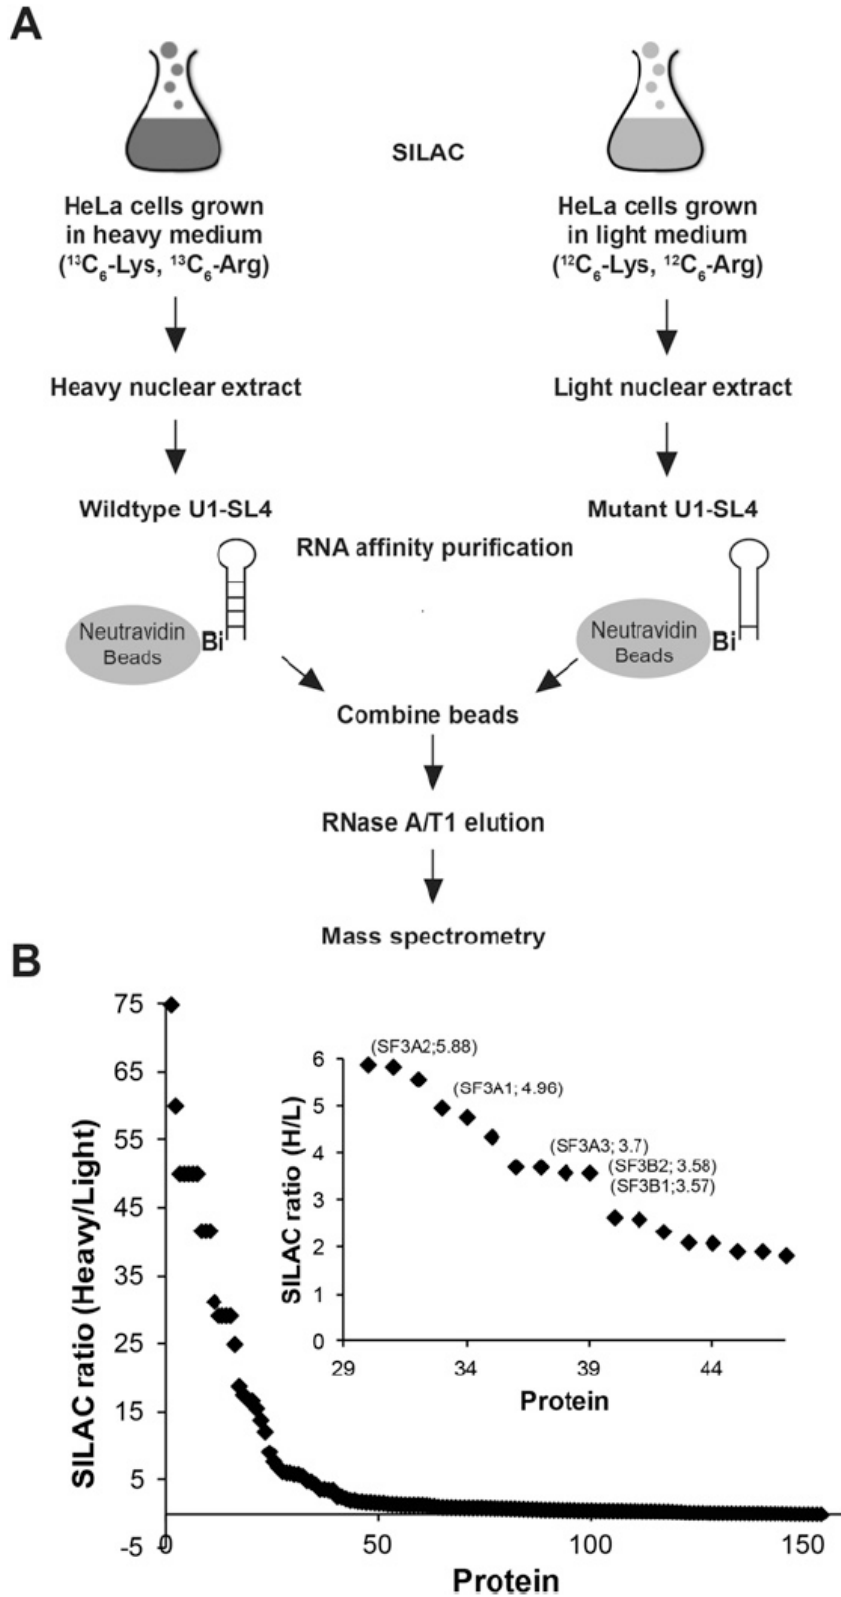 A
SILAC
HeLa cells grown
in heavy medium
(¹³C₆-Lys, ¹³C₆-Arg)
HeLa cells grown
in light medium
(¹²C₆-Lys, ¹²C₆-Arg)
Heavy nuclear extract
Light nuclear extract
Wildtype U1-SL4
Mutant U1-SL4
RNA affinity purification
Neutravidin
Beads
Bi
Neutravidin
Beads
Bi
Combine beads
RNase A/T1 elution
Mass spectrometry
B
SILAC ratio (Heavy/Light)
75
65
55
45
35
25
15
5
-5
0
50
100
150
Protein
SILAC ratio (H/L)
6
5
4
3
2
1
0
(SF3A2;5.88)
(SF3A1; 4.96)
(SF3A3; 3.7)
(SF3B2; 3.58)
(SF3B1;3.57)
29
34
39
44
Protein